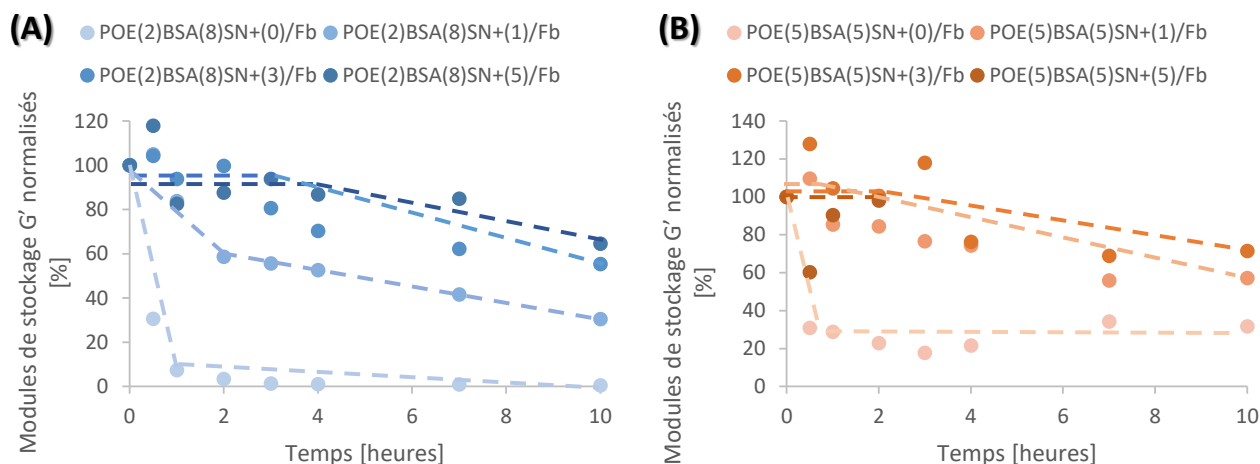 (A)
POE(2)BSA(8)SN+(0)/Fb POE(2)BSA(8)SN+(1)/Fb
POE(2)BSA(8)SN+(3)/Fb POE(2)BSA(8)SN+(5)/Fb
Modules de stockage G' normalisés
[%]
120
100
80
60
40
20
0
0 2 4 6 8 10
Temps [heures]
(B)
POE(5)BSA(5)SN+(0)/Fb POE(5)BSA(5)SN+(1)/Fb
POE(5)BSA(5)SN+(3)/Fb POE(5)BSA(5)SN+(5)/Fb
Modules de stockage G' normalisés
[%]
140
120
100
80
60
40
20
0
0 2 4 6 8 10
Temps [heures]